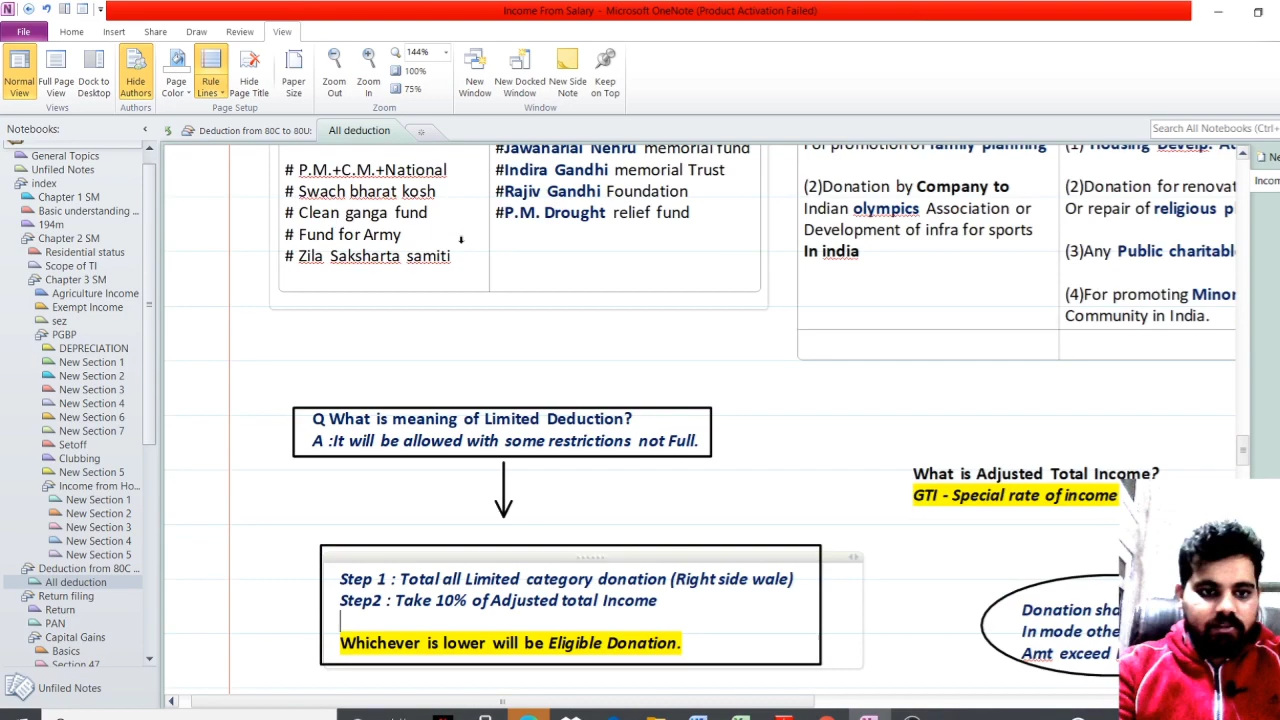 Income From Salary - Microsoft OneNote (Product Activation Failed)
File Home Insert Share Draw Review View
Normal View
Full Page View
Dock to Desktop
Hide Authors
Page Color
Rule Lines
Hide Page Title
Paper Size
Zoom Out
Zoom In
144%
100%
75%
New Window
New Docked Window
New Side Note
Keep on Top
Views Authors Page Setup Zoom Window
Notebooks:
Deduction from 80C to 80U:
All deduction
Search All Notebooks (Ctrl+
General Topics
Unfiled Notes
index
Chapter 1 SM
Basic understanding ...
194m
Chapter 2 SM
Residential status
Scope of TI
Chapter 3 SM
Agriculture Income
Exempt Income
sez
PGBP
DEPRECIATION
New Section 1
New Section 2
New Section 3
New Section 4
New Section 6
New Section 7
Setoff
Clubbing
New Section 5
Income from Ho...
New Section 1
New Section 2
New Section 3
New Section 4
New Section 5
Deduction from 80C ...
All deduction
Return filing
Return
PAN
Capital Gains
Basics
Section 47
Unfiled Notes
# P.M.+C.M.+National
# Swach bharat kosh
# Clean ganga fund
# Fund for Army
# Zila Saksharta samiti
#Jawaharlal Nehru memorial fund
#Indira Gandhi memorial Trust
#Rajiv Gandhi Foundation
#P.M. Drought relief fund
For promotion of family planning
(2)Donation by Company to
Indian olympics Association or
Development of infra for sports
In india
(1) Housing Develp. Au
(2)Donation for renovat
Or repair of religious p
(3)Any Public charitabl
(4)For promoting Minor
Community in India.
Q What is meaning of Limited Deduction?
A :It will be allowed with some restrictions not Full.
What is Adjusted Total Income?
GTI - Special rate of income
Step 1 : Total all Limited category donation (Right side wale)
Step2 : Take 10% of Adjusted total Income
Whichever is lower will be Eligible Donation.
Donation sho
In mode othe
Amt exceed